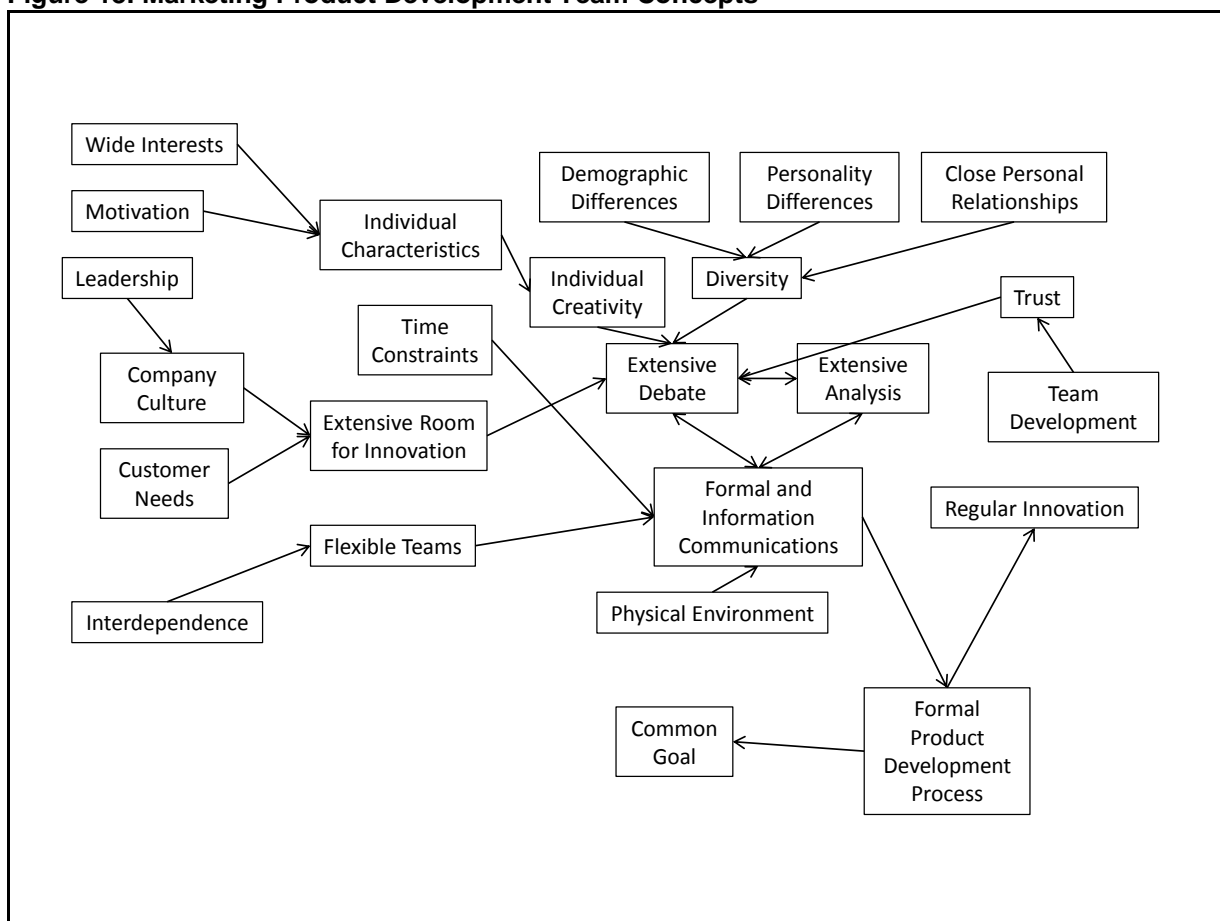 Figure Marketing Product Development Team Concepts
Wide Interests
Motivation
Leadership
Individual
Characteristics
Demographic
Differences
Personality
Differences
Close Personal
Relationships
Individual
Creativity
Diversity
Trust
Time
Constraints
Company
Culture
Extensive
Debate
Extensive
Analysis
Team
Development
Extensive Room
for Innovation
Customer
Needs
Formal and
Information
Communications
Regular Innovation
Flexible Teams
Interdependence
Physical Environment
Common
Goal
Formal
Product
Development
Process